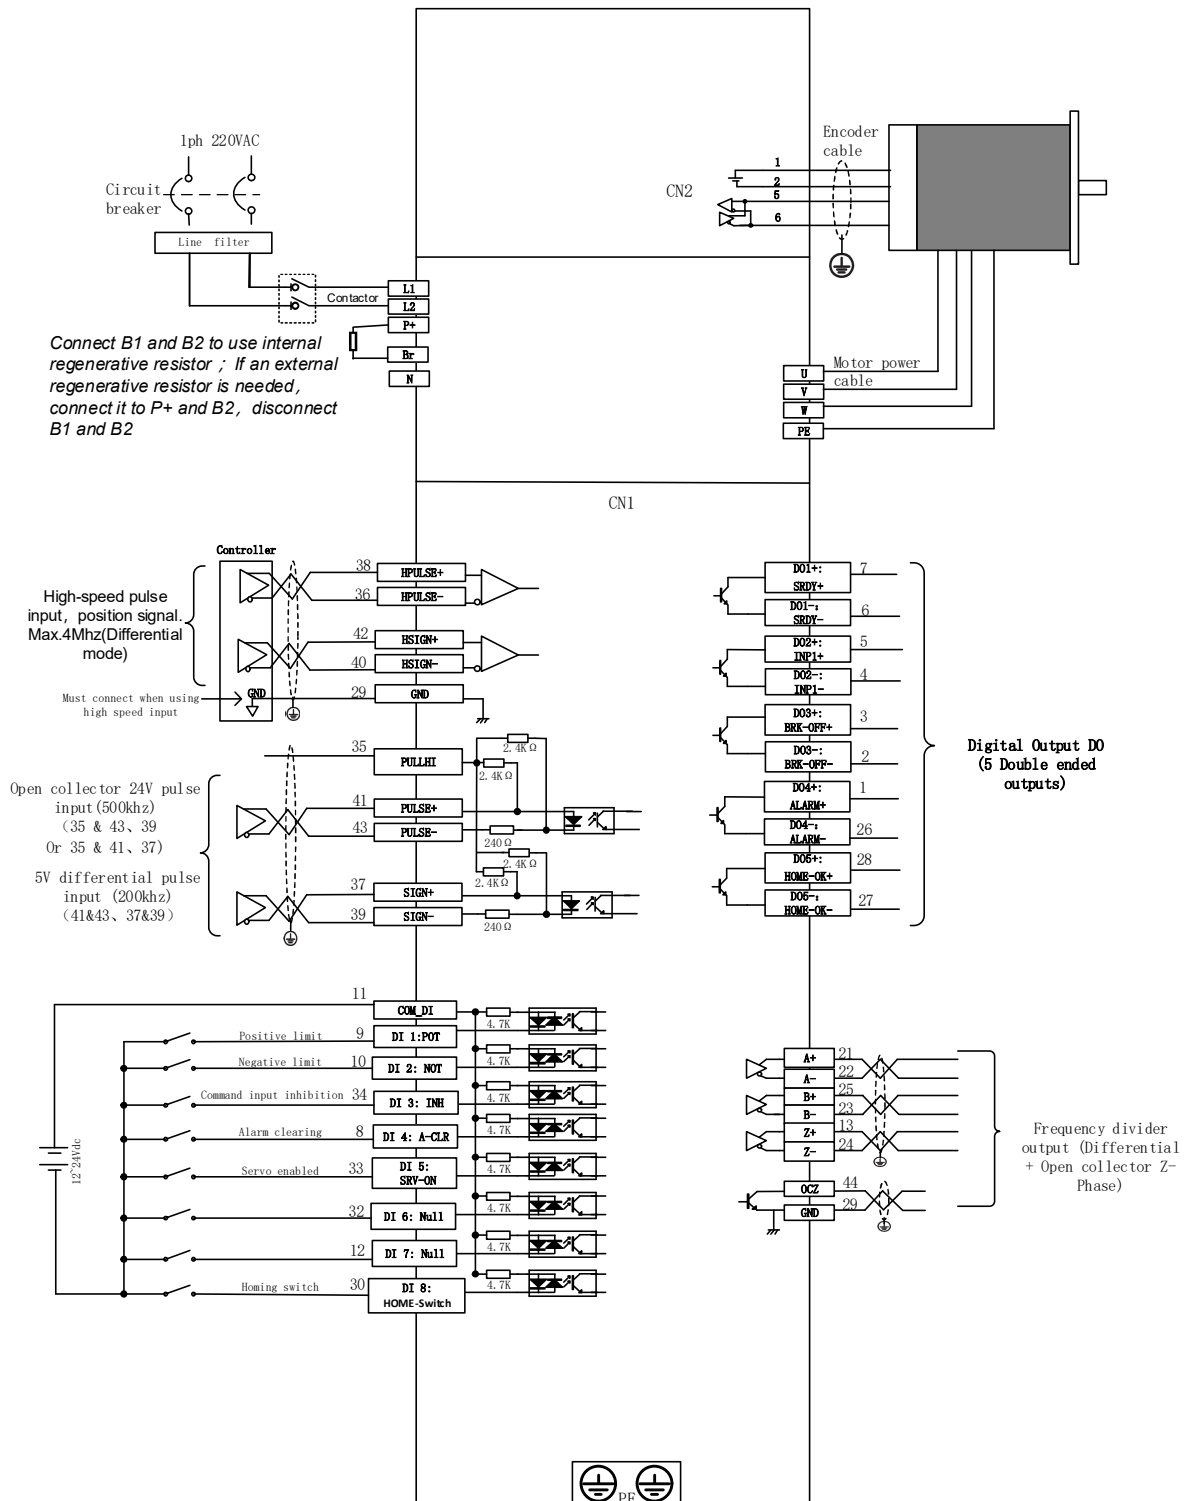 1ph 220VAC
Circuit
breaker
Line filter
Contactor
L1
L2
P+
Br
N
Connect B1 and B2 to use internal
regenerative resistor ; If an external
regenerative resistor is needed,
connect it to P+ and B2, disconnect
B1 and B2
CN2
1
2
5
6
Encoder
cable
U
V
W
PE
Motor power
cable
CN1
Controller
High-speed pulse
input, position signal.
Max.4Mhz(Differential
mode)
Must connect when using
high speed input
GND
38
HPULSE+
36
HPULSE-
42
HSIGN+
40
HSIGN-
29
GND
35
PULLHI
2.4KΩ
2.4KΩ
Open collector 24V pulse
input(500khz)
(35 & 43、39
Or 35 & 41、37)
5V differential pulse
input (200khz)
(41&43、37&39)
41
PULSE+
43
PULSE-
240Ω
2.4KΩ
2.4KΩ
37
SIGN+
39
SIGN-
240Ω
DO1+:
SRDY+
7
DO1-:
SRDY-
6
DO2+:
INP1+
5
DO2-:
INP1-
4
DO3+:
BRK-OFF+
3
DO3-:
BRK-OFF-
2
DO4+:
ALARM+
1
DO4-:
ALARM-
26
DO5+:
HOME-OK+
28
DO5-:
HOME-OK-
27
Digital Output DO
(5 Double ended
outputs)
12~24Vdc
11
COM_DI
4.7K
Positive limit
9
DI 1:POT
4.7K
Negative limit
10
DI 2: NOT
4.7K
Command input inhibition
34
DI 3: INH
4.7K
Alarm clearing
8
DI 4: A-CLR
4.7K
Servo enabled
33
DI 5:
SRV-ON
4.7K
32
DI 6: Null
4.7K
12
DI 7: Null
4.7K
Homing switch
30
DI 8:
HOME-Switch
A+
21
A-
22
B+
25
B-
23
Z+
13
Z-
24
OCZ
44
GND
29
Frequency divider
output (Differential
+ Open collector Z-
Phase)
PE